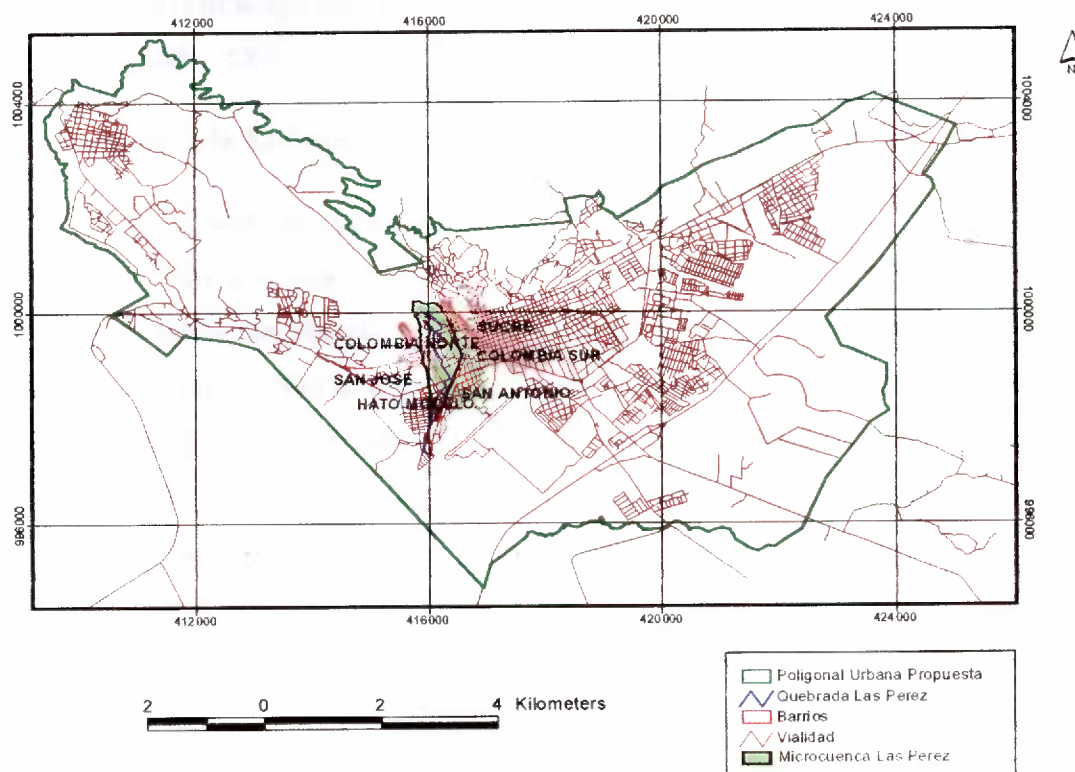 412000 416000 420000 424000
N
1004000 1004000
1000000 1000000
SUCRE
COLOMBIA NORTE
COLOMBIA SUR
SAN JOSE
SAN ANTONIO
HATO
996000 996000
412000 416000 420000 424000
2 0 2 4 Kilometers
Poligonal Urbana Propuesta
Quebrada Las Perez
Barrios
Vialidad
Microcuenca Las Perez